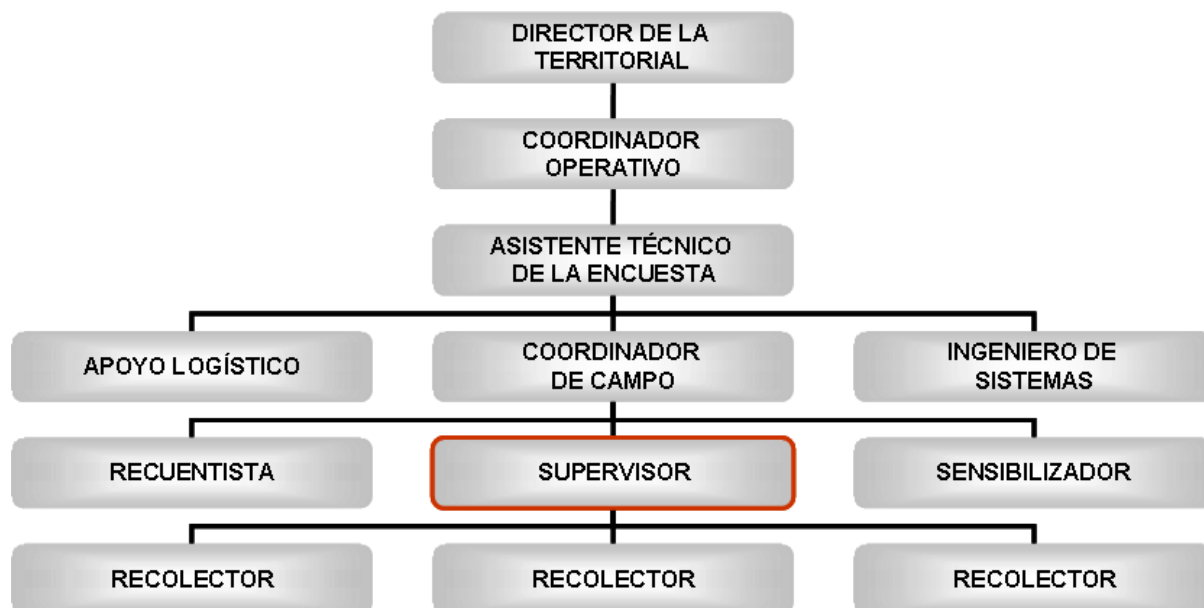 DIRECTOR DE LA
TERRITORIAL
COORDINADOR
OPERATIVO
ASISTENTE TÉCNICO
DE LA ENCUESTA
APOYO LOGÍSTICO
COORDINADOR
DE CAMPO
INGENIERO DE
SISTEMAS
RECUENTISTA
SUPERVISOR
SENSIBILIZADOR
RECOLECTOR
RECOLECTOR
RECOLECTOR